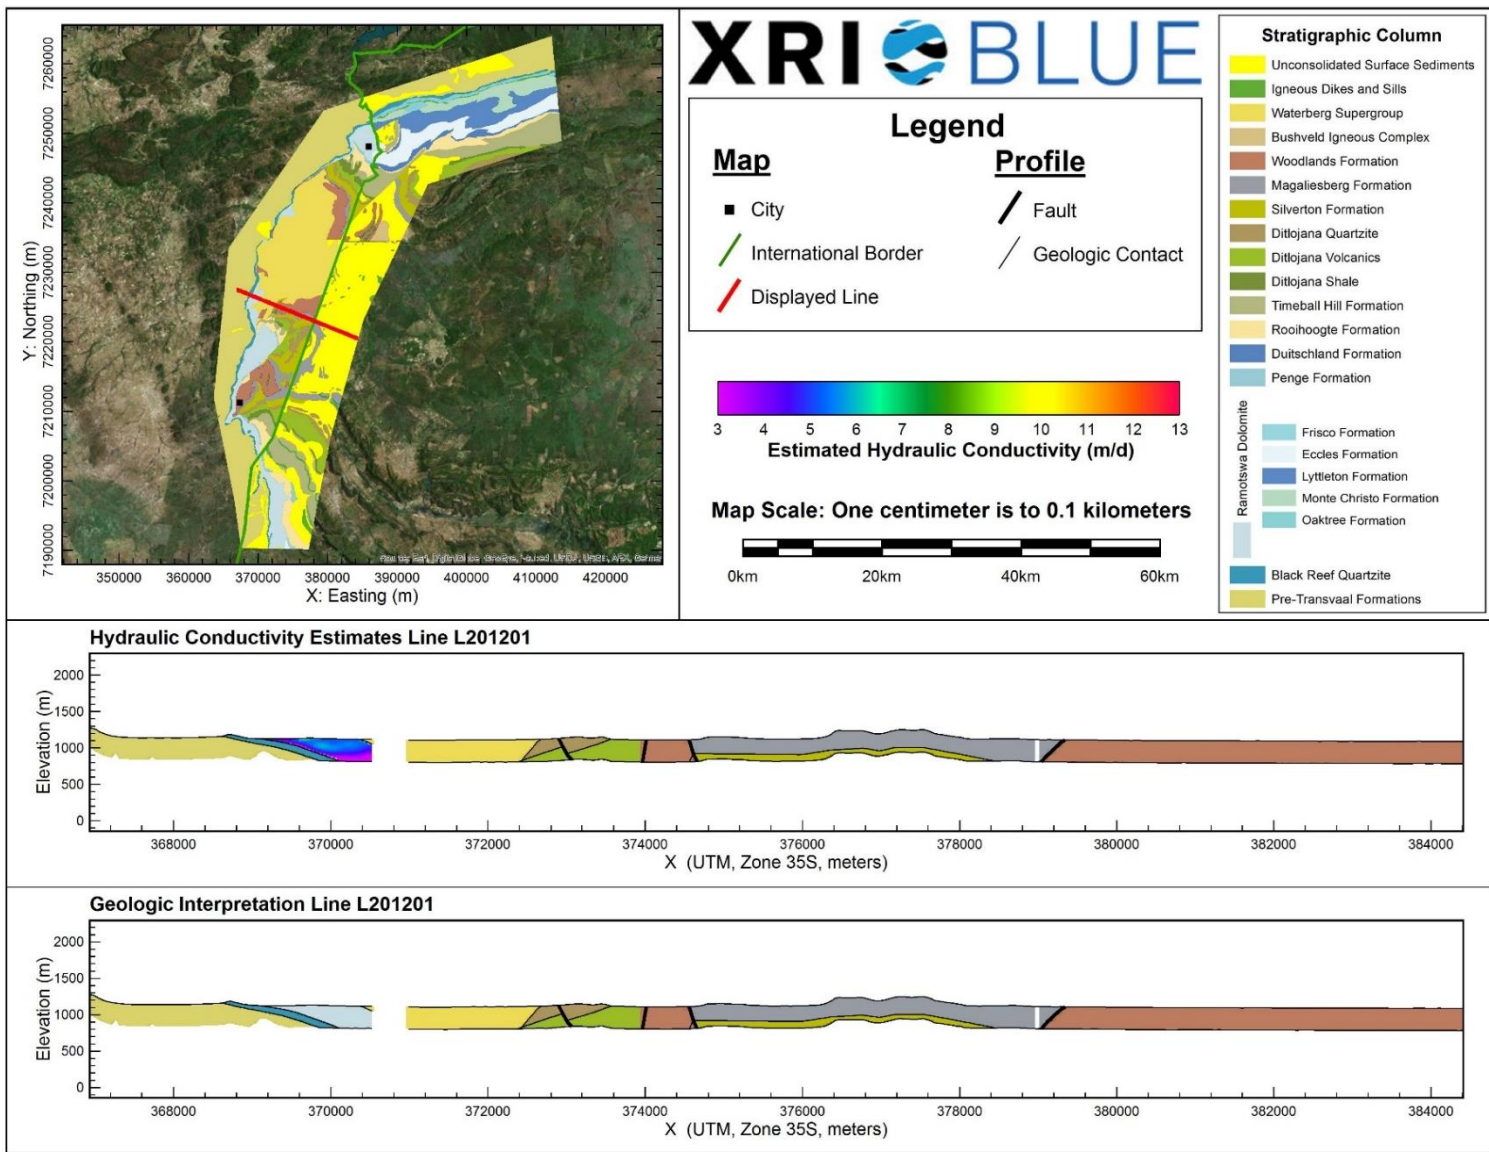 7260000
7250000
7240000
7230000
7220000
7210000
7200000
7190000
Y: Northing (m)
350000 360000 370000 380000 390000 400000 410000 420000
X: Easting (m)
XRI BLUE
Legend
Map
City
International Border
Displayed Line
Profile
Fault
Geologic Contact
3 4 5 6 7 8 9 10 11 12 13
Estimated Hydraulic Conductivity (m/d)
Map Scale: One centimeter is to 0.1 kilometers
0km 20km 40km 60km
Stratigraphic Column
Unconsolidated Surface Sediments
Igneous Dikes and Sills
Waterberg Supergroup
Bushveld Igneous Complex
Woodlands Formation
Magaliesberg Formation
Silverton Formation
Ditlojana Quartzite
Ditlojana Volcanics
Ditlojana Shale
Timeball Hill Formation
Rooihoogte Formation
Duitschland Formation
Penge Formation
Ramotswa Dolomite
Frisco Formation
Eccles Formation
Lyttleton Formation
Monte Christo Formation
Oaktree Formation
Black Reef Quartzite
Pre-Transvaal Formations
Hydraulic Conductivity Estimates Line L201201
Elevation (m)
2000
1500
1000
500
0
368000 370000 372000 374000 376000 378000 380000 382000 384000
X (UTM, Zone 35S, meters)
Geologic Interpretation Line L201201
Elevation (m)
2000
1500
1000
500
0
368000 370000 372000 374000 376000 378000 380000 382000 384000
X (UTM, Zone 35S, meters)